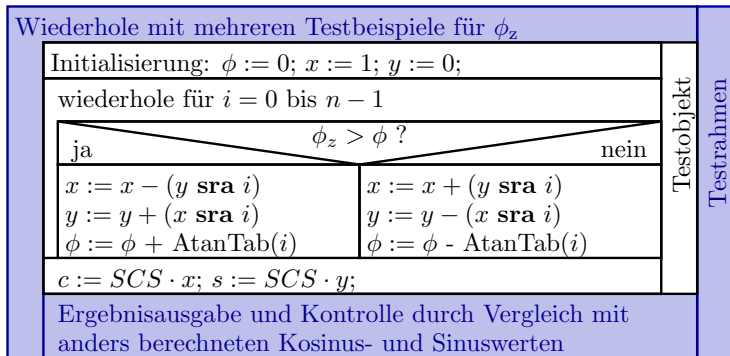 Wiederhole mit mehreren Testbeispiele für ϕz
Initialisierung: ϕ := 0; x := 1; y := 0;
wiederhole für i = 0 bis n − 1
ϕz > ϕ ?
ja
nein
x := x − (y sra i)
y := y + (x sra i)
ϕ := ϕ + AtanTab(i)
x := x + (y sra i)
y := y − (x sra i)
ϕ := ϕ - AtanTab(i)
c := SCS · x; s := SCS · y;
Testobjekt
Testrahmen
Ergebnisausgabe und Kontrolle durch Vergleich mit
anders berechneten Kosinus- und Sinuswerten